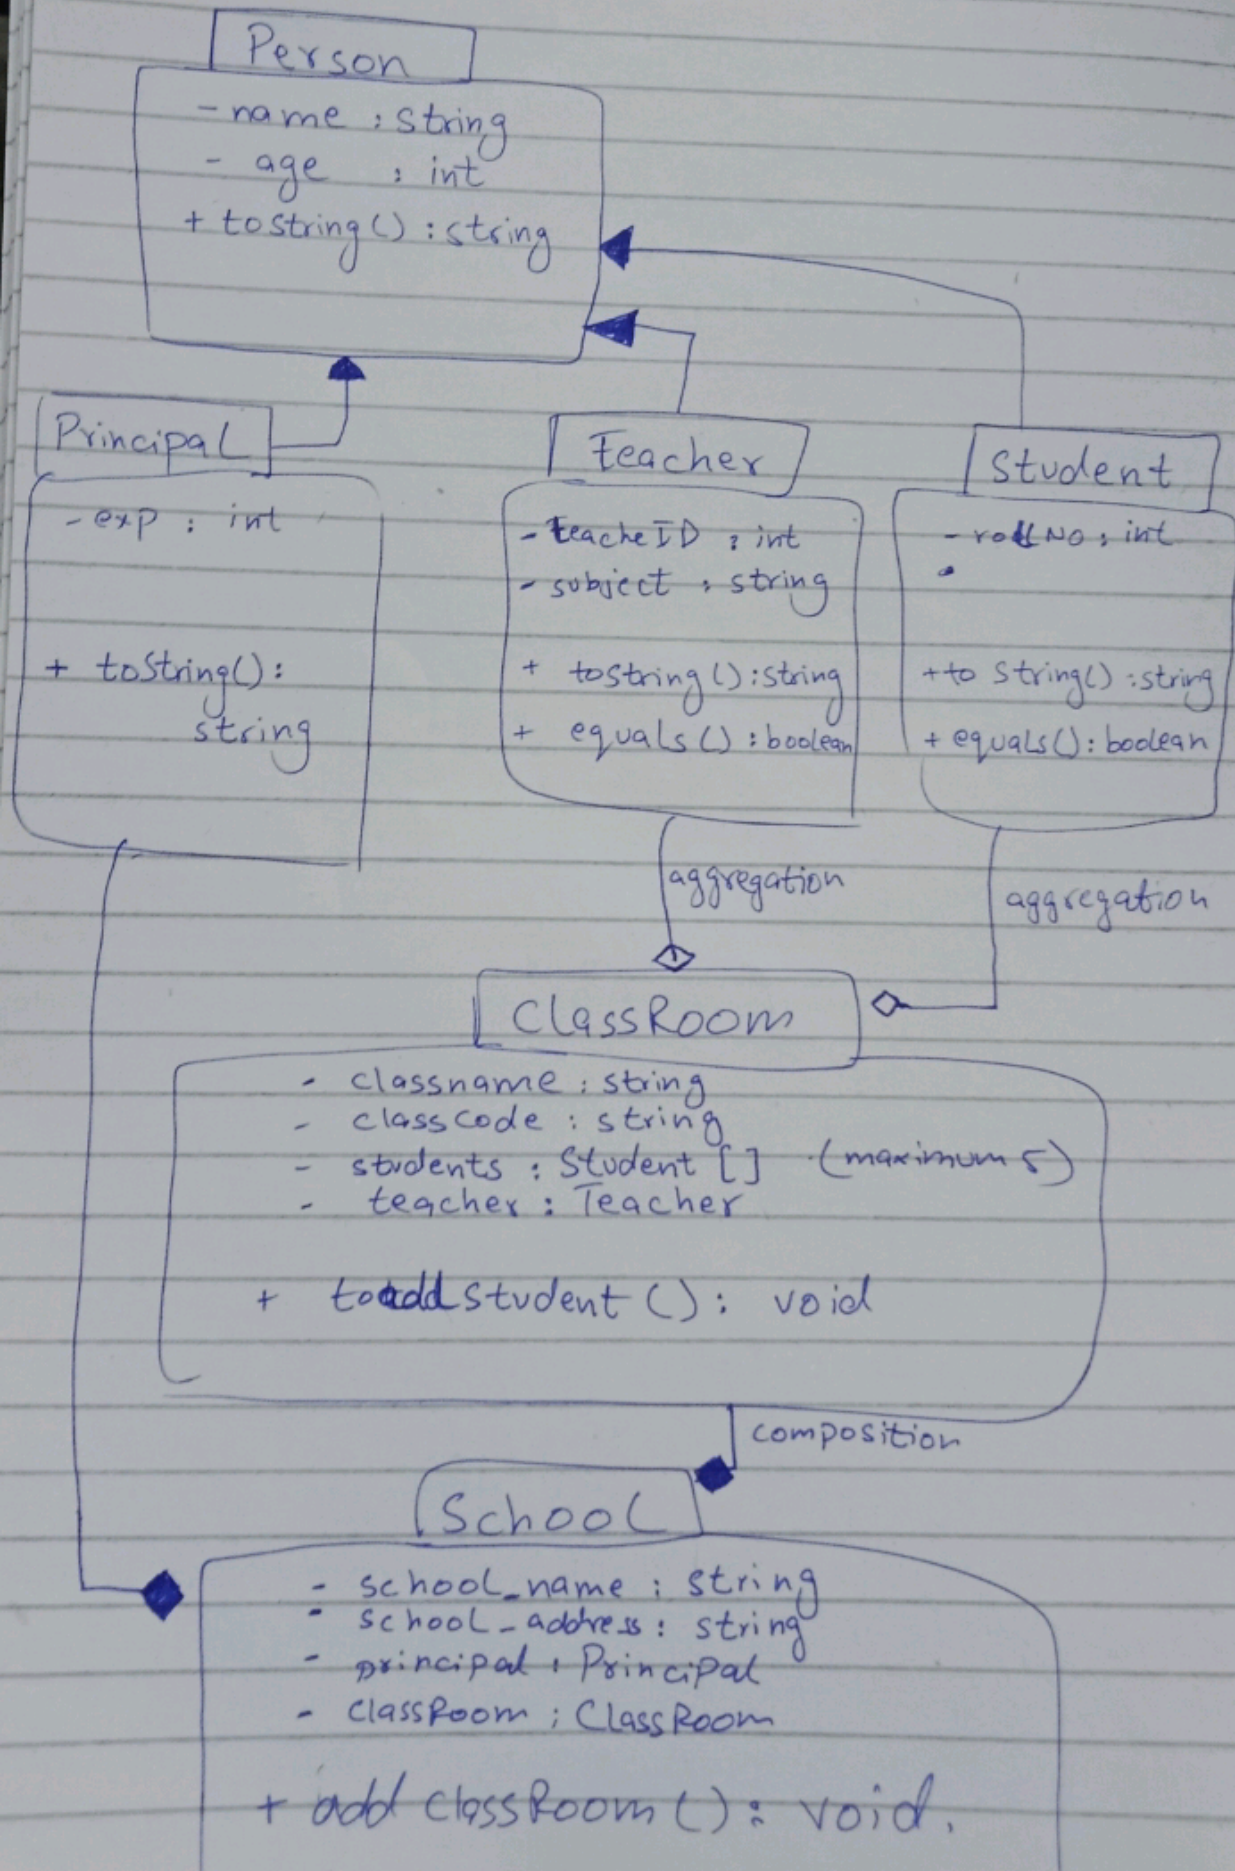 Person
- name : string
- age : int
+ tostring() : string
Principal
- exp : int
+ toString() :
string
teacher
- teacheID : int
- subject : string
+ tostring() : string
+ equals() : boolean
student
- rollNo : int
+ to string() : string
+ equals() : boolean
aggregation
aggregation
ClassRoom
- classname : string
- classcode : string
- students : Student [] (maximum 5)
- teacher : Teacher
+ addstudent () : void
composition
School
- school_name : string
- school_address : string
- principal : Principal
- classRoom : ClassRoom
+ add classRoom() : void.